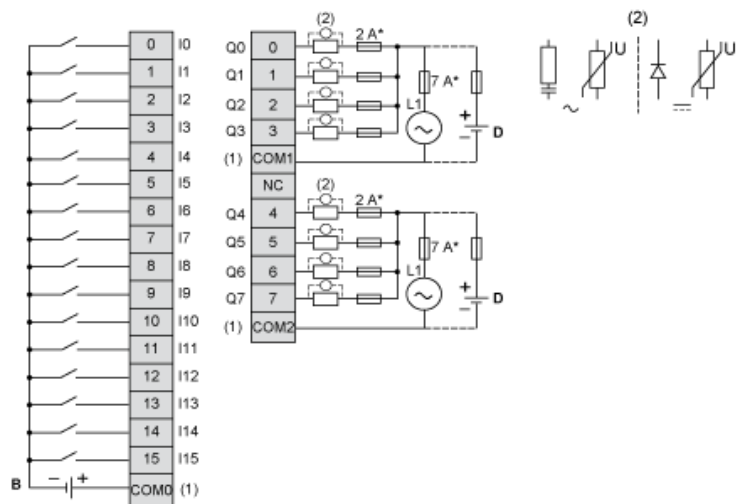 0 I0
1 I1
2 I2
3 I3
4 I4
5 I5
6 I6
7 I7
8 I8
9 I9
10 I10
11 I11
12 I12
13 I13
14 I14
15 I15
B − + COM0 (1)
(2)
Q0 0 2 A*
Q1 1 7 A*
Q2 2 L1
Q3 3 + − D
(1) COM1
NC (2)
Q4 4 2 A*
Q5 5 7 A*
Q6 6 L1
Q7 7 + − D
(1) COM2
(2)
U U